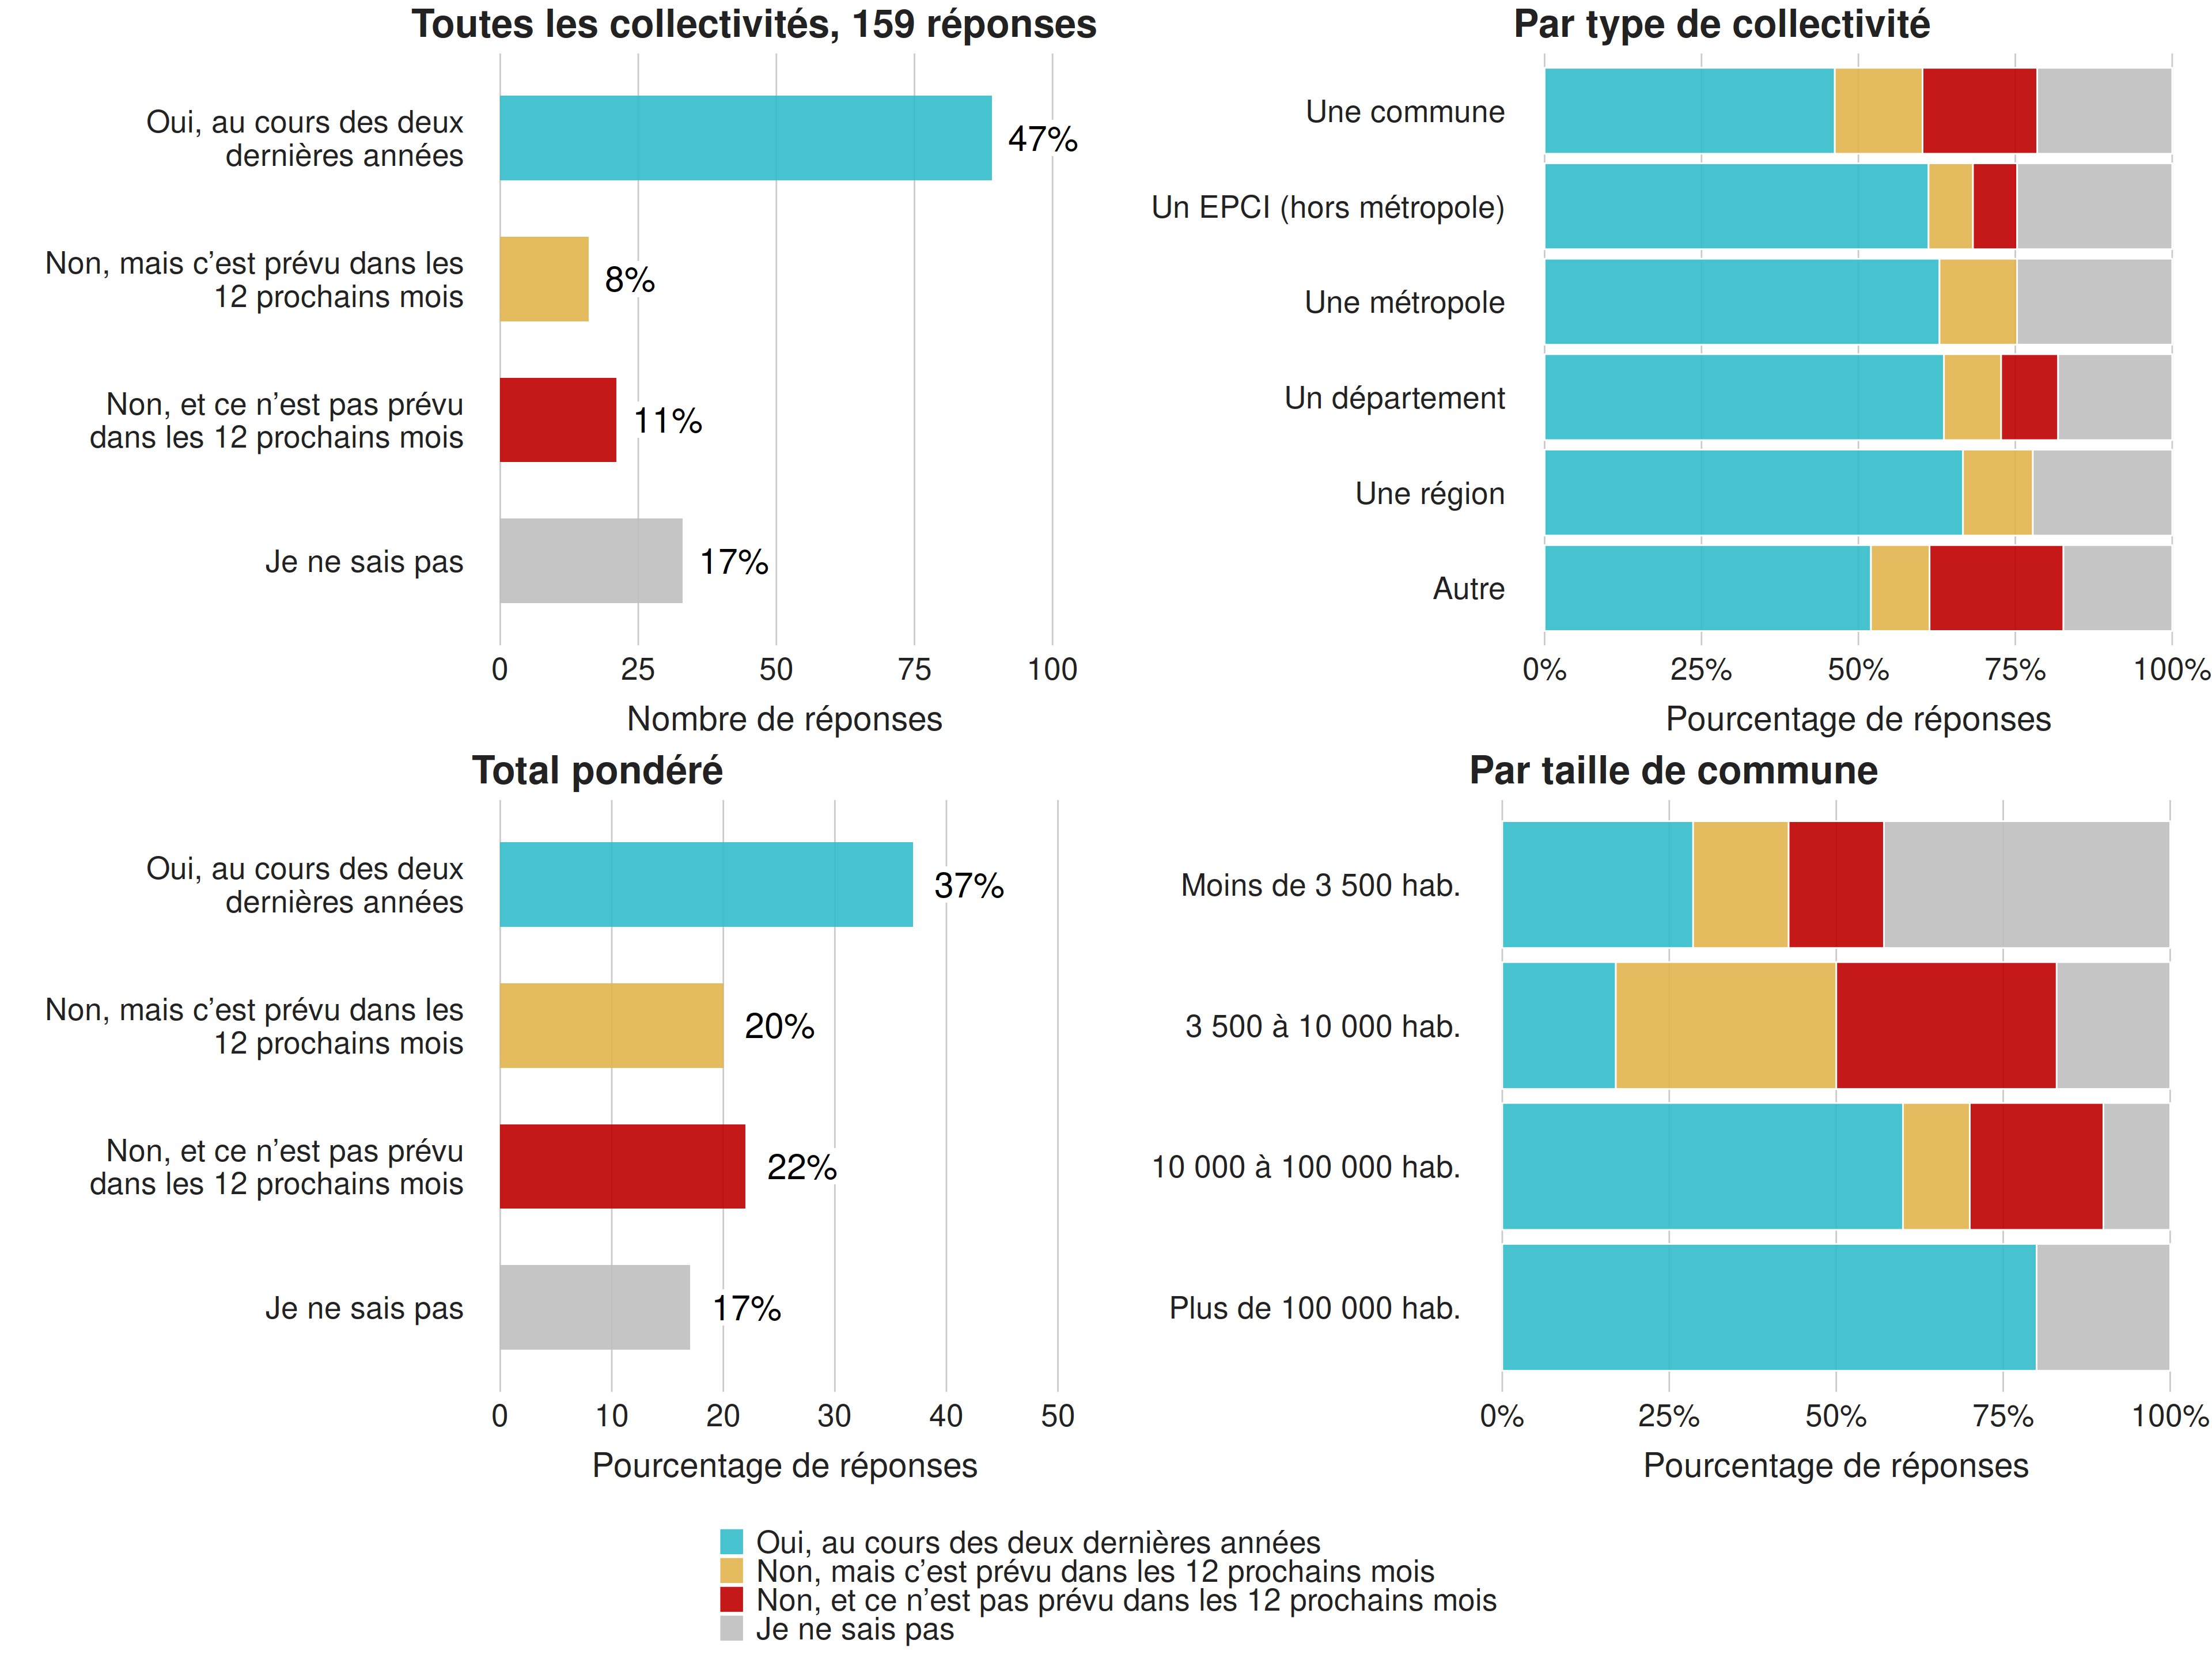 Toutes les collectivités, 159 réponses
Oui, au cours des deux
dernières années
47%
Non, mais c’est prévu dans les
12 prochains mois
8%
Non, et ce n’est pas prévu
dans les 12 prochains mois
11%
Je ne sais pas
17%
0 25 50 75 100
Nombre de réponses
Par type de collectivité
Une commune
Un EPCI (hors métropole)
Une métropole
Un département
Une région
Autre
0% 25% 50% 75% 100%
Pourcentage de réponses
Total pondéré
Oui, au cours des deux
dernières années
37%
Non, mais c’est prévu dans les
12 prochains mois
20%
Non, et ce n’est pas prévu
dans les 12 prochains mois
22%
Je ne sais pas
17%
0 10 20 30 40 50
Pourcentage de réponses
Par taille de commune
Moins de 3 500 hab.
3 500 à 10 000 hab.
10 000 à 100 000 hab.
Plus de 100 000 hab.
0% 25% 50% 75% 100%
Pourcentage de réponses
Oui, au cours des deux dernières années
Non, mais c’est prévu dans les 12 prochains mois
Non, et ce n’est pas prévu dans les 12 prochains mois
Je ne sais pas